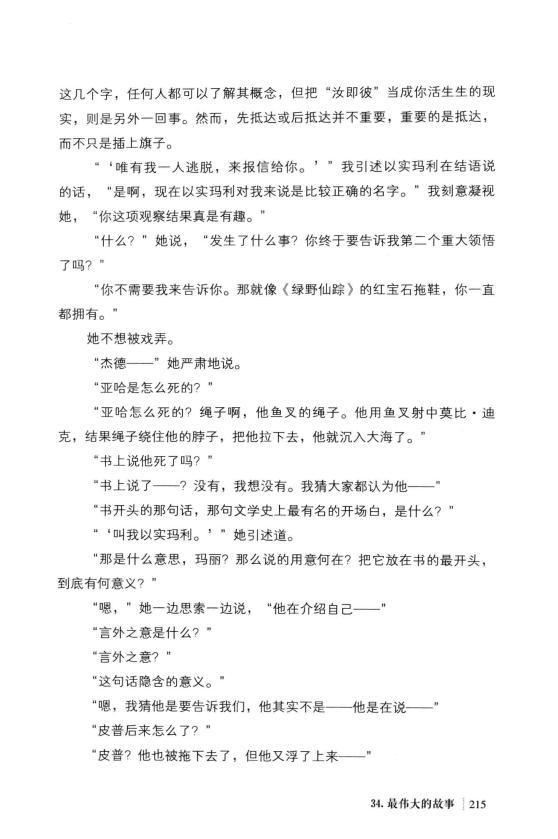 这几个字，任何人都可以了解其概念，但把“汝即彼”当成你活生生的现
实，则是另外一回事。然而，先抵达或后抵达并不重要，重要的是抵达，
而不只是插上旗子。
“‘唯有我一人逃脱，来报信给你。’”我引述以实玛利在结语说
的话，“是啊，现在以实玛利对我来说是比较正确的名字。”我刻意凝视
她，“你这项观察结果真是有趣。”
“什么？”她说，“发生了什么事？你终于要告诉我第二个重大领悟
了吗？”
“你不需要我来告诉你。那就像《绿野仙踪》的红宝石拖鞋，你一直
都拥有。”
她不想被戏弄。
“杰德——”她严肃地说。
“亚哈是怎么死的？”
“亚哈怎么死的？绳子啊，他鱼叉的绳子。他用鱼叉射中莫比·迪
克，结果绳子绕住他的脖子，把他拉下去，他就沉入大海了。”
“书上说他死了吗？”
“书上说了——？没有，我想没有。我猜大家都认为他——”
“书开头的那句话，那句文学史上最有名的开场白，是什么？”
“‘叫我以实玛利。’”她引述道。
“那是什么意思，玛丽？那么说的用意何在？把它放在书的最开头，
到底有何意义？”
“嗯，”她一边思索一边说，“他在介绍自己——”
“言外之意是什么？”
“言外之意？”
“这句话隐含的意义。”
“嗯，我猜他是要告诉我们，他其实不是——他是在说——”
“皮普后来怎么了？”
“皮普？他也被拖下去了，但他又浮了上来——”
34. 最伟大的故事 | 215